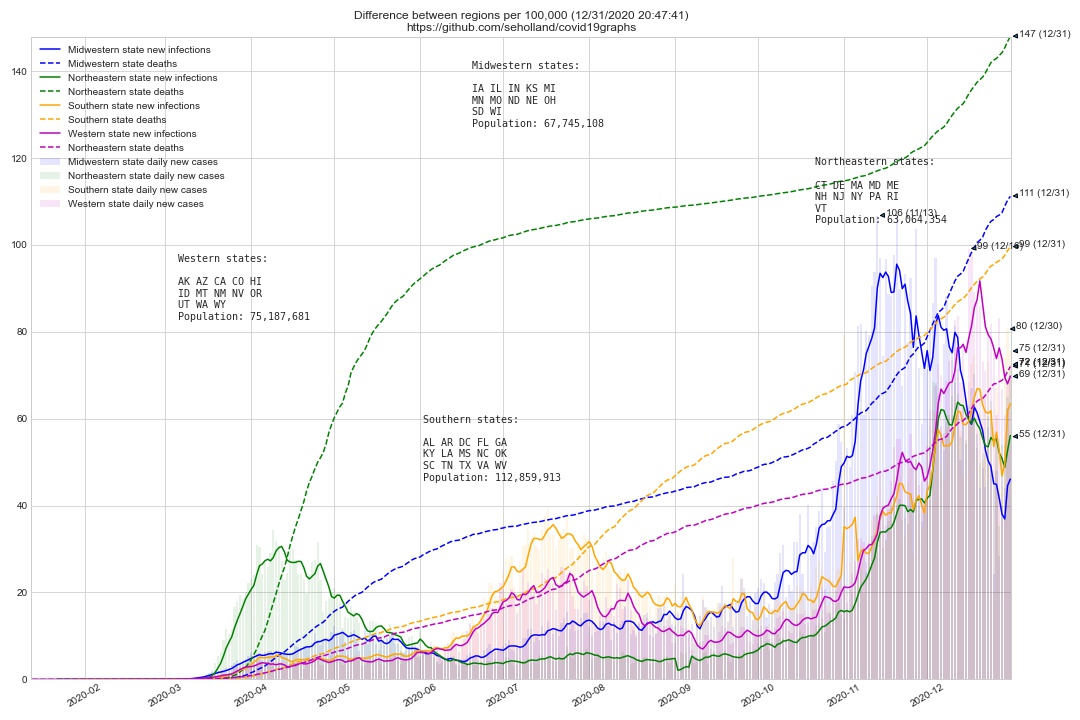 Difference between regions per 100,000 (12/31/2020 20:47:41)
https://github.com/seholland/covid19graphs
Midwestern state new infections
Midwestern state deaths
Northeastern state new infections
Northeastern state deaths
Southern state new infections
Southern state deaths
Western state new infections
Northeastern state deaths
Midwestern state daily new cases
Northeastern state daily new cases
Southern state daily new cases
Western state daily new cases
Midwestern states:
IA IL IN KS MI
MN MO ND NE OH
SD WI
Population: 67,745,108
Northeastern states:
CT DE MA MD ME
NH NJ NY PA RI
VT
Population: 63,064,354
Western states:
AK AZ CA CO HI
ID MT NM NV OR
UT WA WY
Population: 75,187,681
Southern states:
AL AR DC FL GA
KY LA MS NC OK
SC TN TX VA WV
Population: 112,859,913
147 (12/31)
111 (12/31)
106 (11/13)
99
99 (12/31)
80 (12/30)
75 (12/31)
72 (12/31)
69 (12/31)
55 (12/31)
140
120
100
80
60
40
20
0
2020-02
2020-03
2020-04
2020-05
2020-06
2020-07
2020-08
2020-09
2020-10
2020-11
2020-12